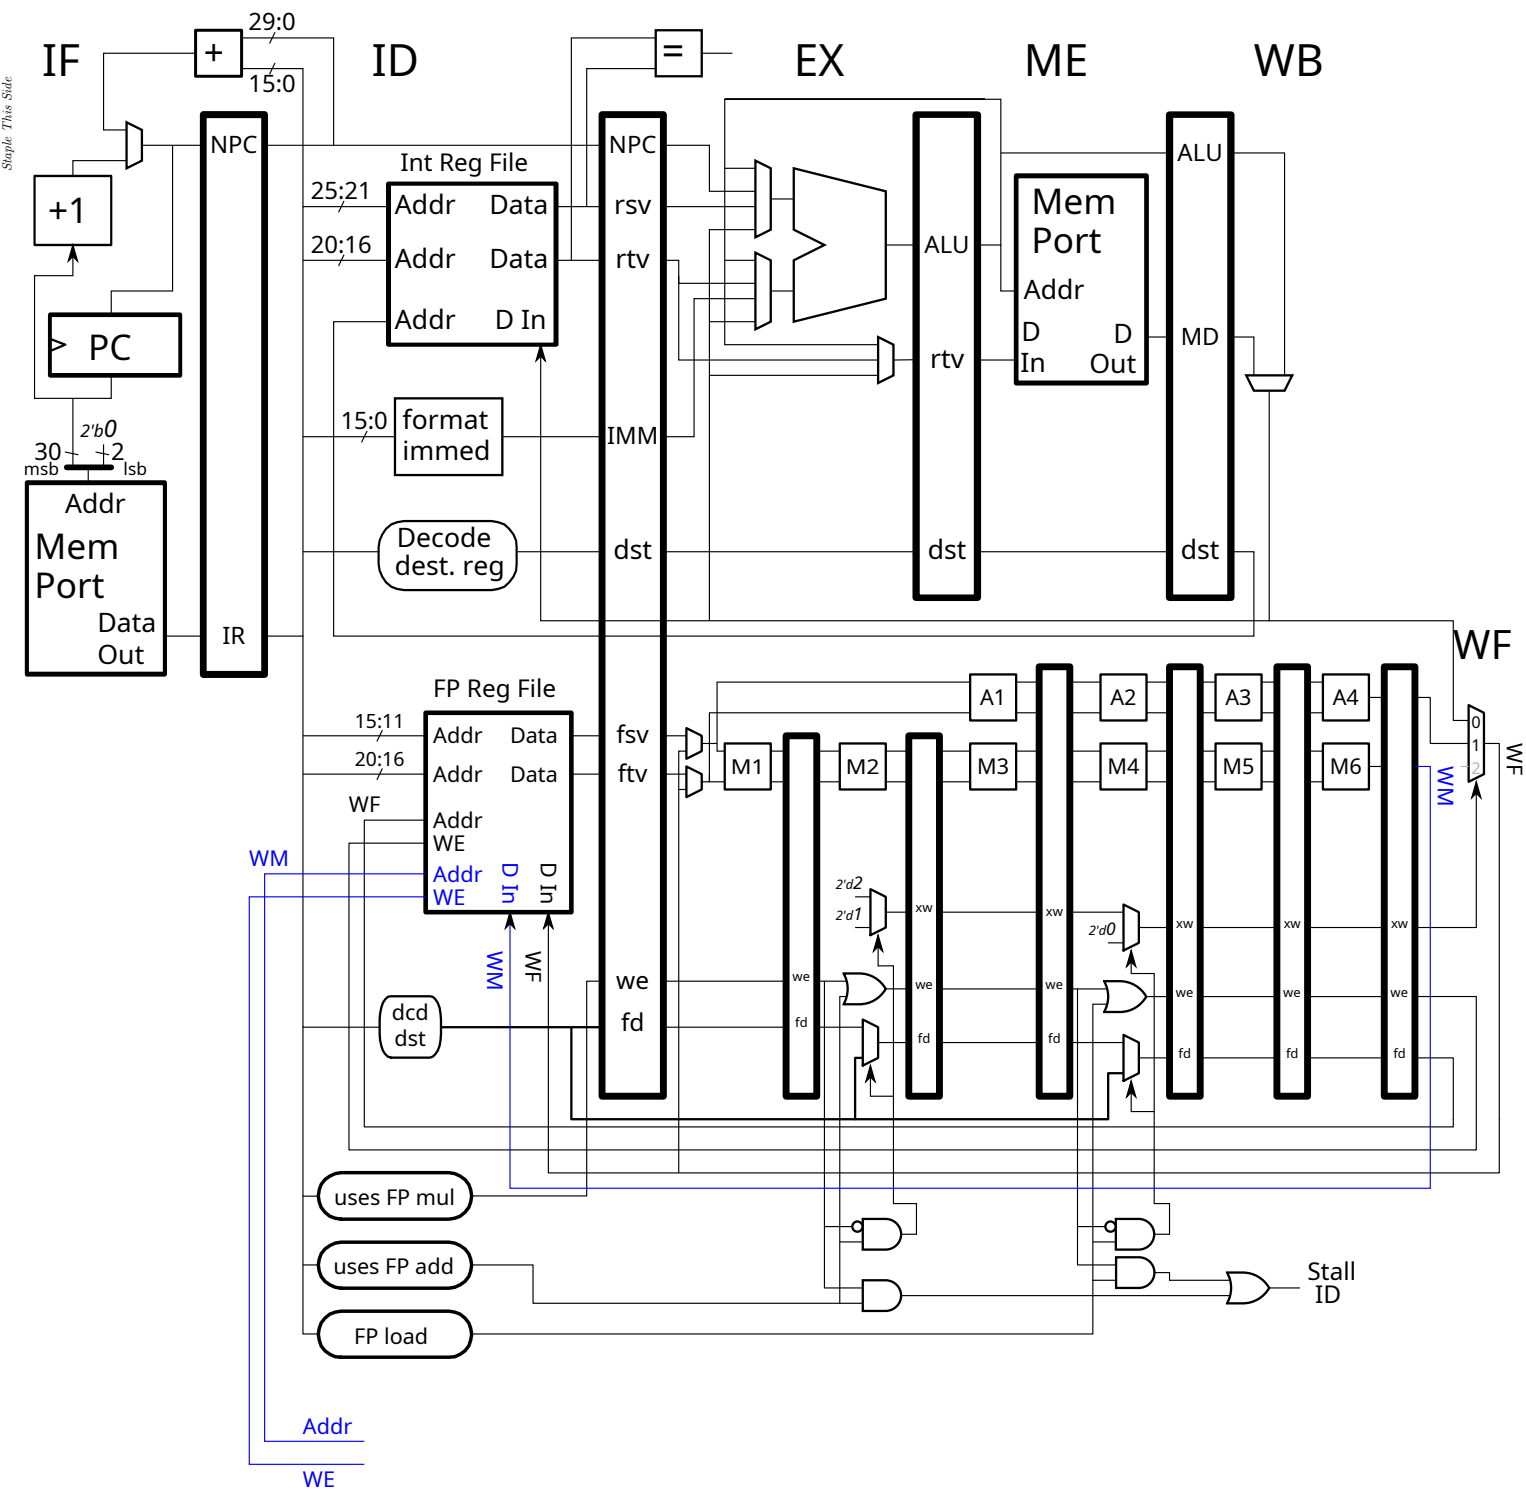 Staple This Side
IF
ID
EX
ME
WB
29:0
+
15:0
=
NPC
NPC
ALU
Int Reg File
+1
25:21
Addr
Data
rsv
20:16
Addr
Data
rtv
ALU
Mem
Port
Addr
Addr
D In
PC
D
In
D
Out
MD
rtv
15:0
format
immed
IMM
2'b0
30
2
msb
lsb
Addr
Mem
Port
Data
Out
Decode
dest. reg
dst
dst
dst
IR
WF
FP Reg File
A1
A2
A3
A4
0
1
2
WF
15:11
Addr
Data
fsv
20:16
Addr
Data
ftv
M1
M2
M3
M4
M5
M6
WM
WF
Addr
WE
WM
Addr
WE
D In
D In
2'd2
2'd1
xw
xw
2'd0
xw
xw
xw
WM
WF
we
we
we
we
we
we
we
dcd
dst
fd
fd
fd
fd
fd
fd
fd
uses FP mul
uses FP add
FP load
Stall
ID
Addr
WE